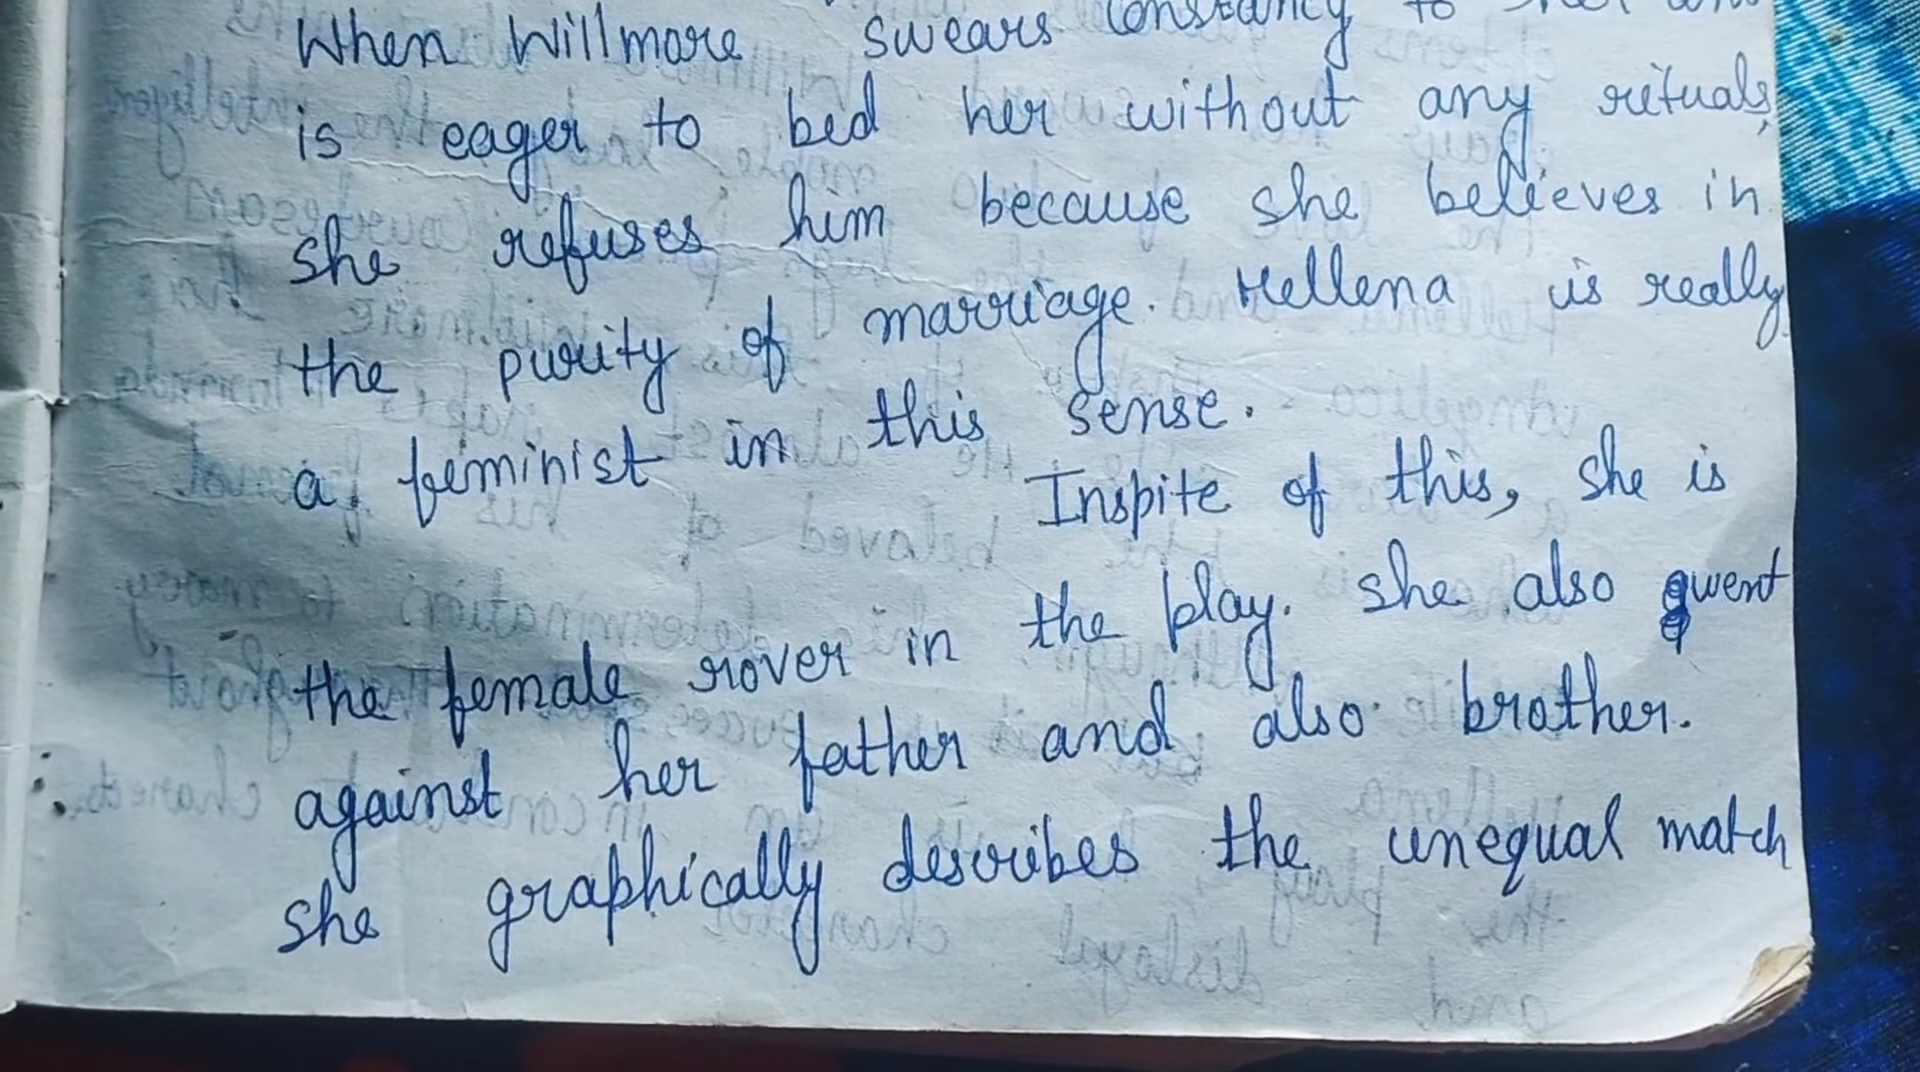 When Willmore swears constancy to
is eager to bed her without any rituals,
she refuses him because she believes in
the purity of marriage. Hellena is really
a feminist in this sense.
Inspite of this, she is
the female rover in the play. She also went
against her father and also brother.
She graphically describes the unequal match